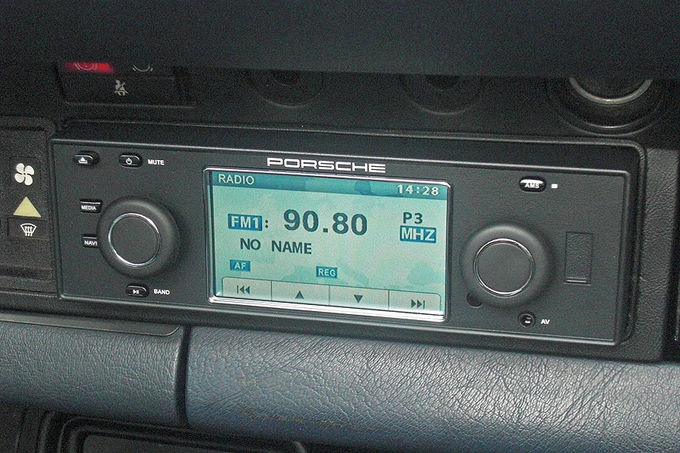 PORSCHE
MUTE
RADIO
14:28
AMS
MEDIA
FM1: 90.80 P3
MHZ
NAVI
NO NAME
AF
REG
BAND
AV